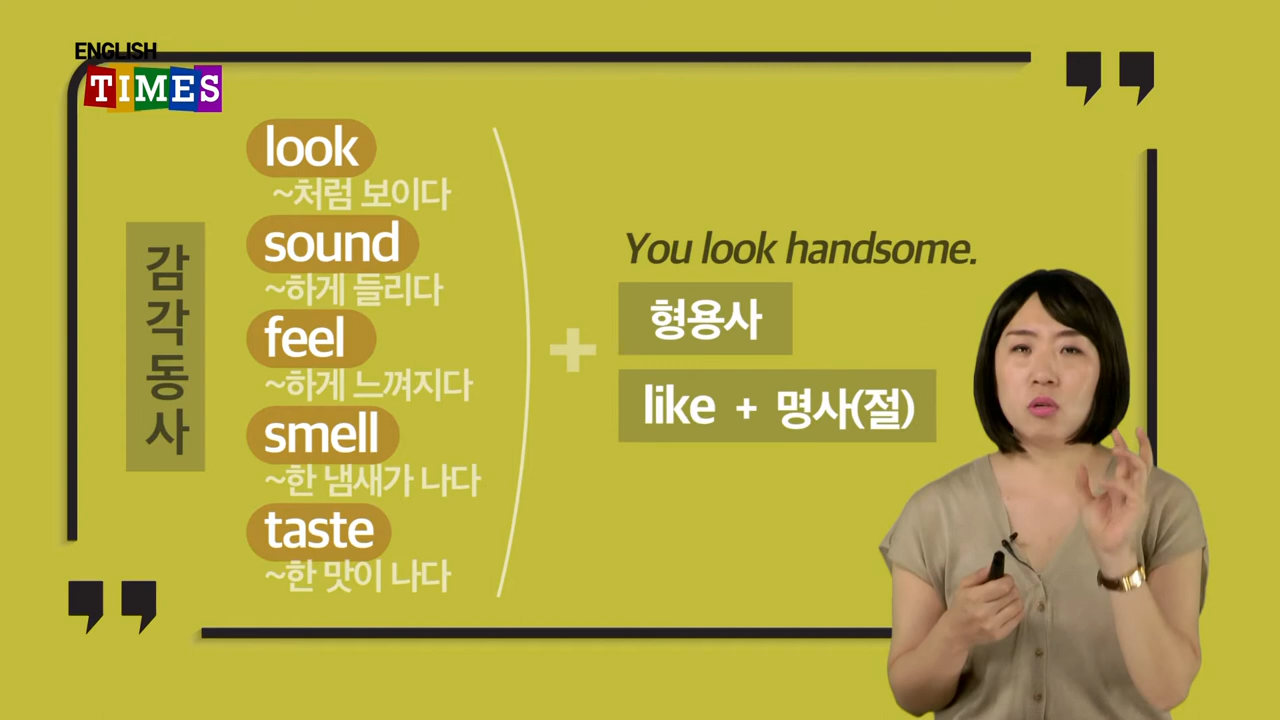 ENGLISH
TIMES
감각동사
look
~처럼 보이다
sound
~하게 들리다
feel
~하게 느껴지다
smell
~한 냄새가 나다
taste
~한 맛이 나다
+
You look handsome.
형용사
like + 명사(절)